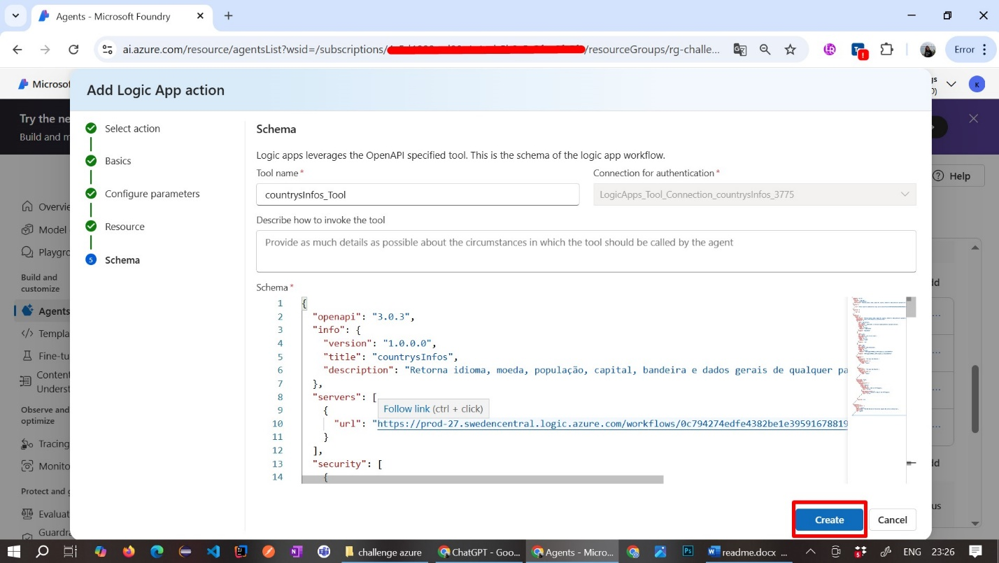 Agents - Microsoft Foundry
ai.azure.com/resource/agentsList?wsid=/subscriptions/
/resourceGroups/rg-challe...
Error
Microsof
Add Logic App action
K
Try the ne
Build and m
Select action
Basics
Configure parameters
Resource
5 Schema
Schema
Logic apps leverages the OpenAPI specified tool. This is the schema of the logic app workflow.
Tool name * Connection for authentication *
countrysInfos_Tool LogicApps_Tool_Connection_countrysInfos_3775
Describe how to invoke the tool
Provide as much details as possible about the circumstances in which the tool should be called by the agent
Schema *
1 {
2 "openapi": "3.0.3",
3 "info": {
4 "version": "1.0.0.0",
5 "title": "countrysInfos",
6 "description": "Retorna idioma, moeda, população, capital, bandeira e dados gerais de qualquer pa
7 },
8 "servers": [
9 {
Follow link (ctrl + click)
10 "url": "https://prod-27.swedencentral.logic.azure.com/workflows/0c794274edfe4382be1e39591678819
11 }
12 ],
13 "security": [
14 {
Create Cancel
Help
Overvie
Model
Playgro
Build and
customize
Agents
Templa
Fine-tu
Content
Underst
Observe and
optimize
Tracing
Monito
Protect and g
Evaluat
Guardra
challenge azure
ChatGPT - Goo...
Agents - Micro...
readme.docx ...
ENG 23:26